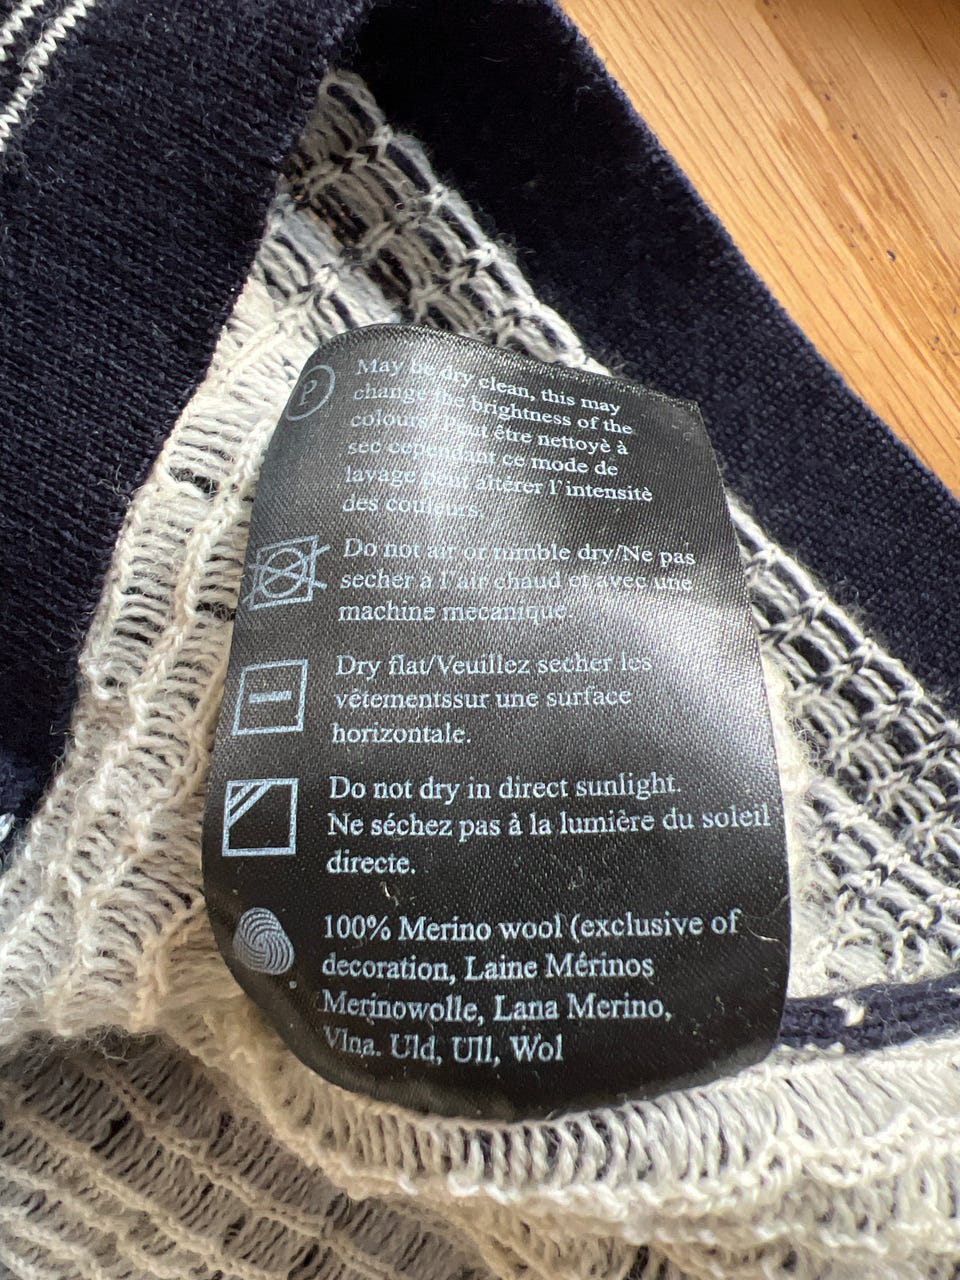 P
May be dry clean, this may
change the brightness of the
colours. Peut être nettoyè à
sec cependant ce mode de
lavage peut altérer l'intensitè
des couleurs.
Do not air or tumble dry/Ne pas
secher a l'air chaud et avec une
machine mecanique.
Dry flat/Veuillez secher les
vêtementssur une surface
horizontale.
Do not dry in direct sunlight.
Ne séchez pas à la lumière du soleil
directe.
100% Merino wool (exclusive of
decoration, Laine Mérinos
Merinowolle, Lana Merino,
Vlna. Uld, Ull, Wol